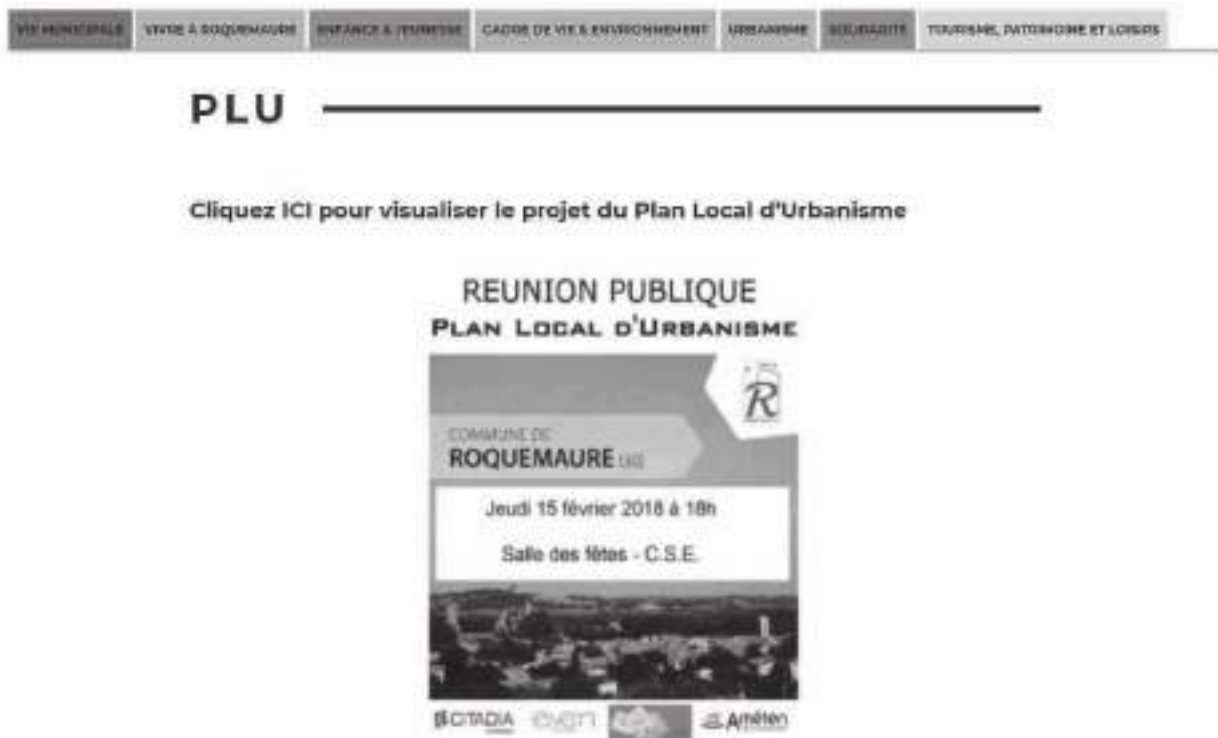 VIE MUNICIPALE VIVRE À ROQUEMAURE ENFANCE & JEUNESSE CADRE DE VIE & ENVIRONNEMENT URBANISME SOLIDARITÉ TOURISME, PATRIMOINE ET LOISIRS
PLU
Cliquez ICI pour visualiser le projet du Plan Local d'Urbanisme
REUNION PUBLIQUE
PLAN LOCAL D'URBANISME
R
COMMUNE DE
ROQUEMAURE (30)
Jeudi 15 février 2018 à 18h
Salle des fêtes - C.S.E.
CITADIA even Améten